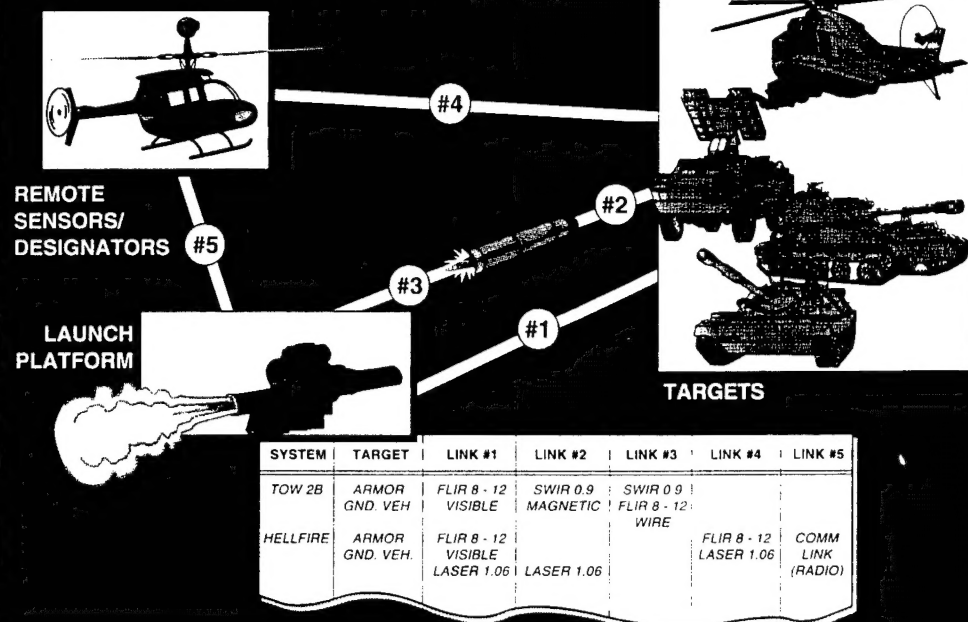 #4
REMOTE
SENSORS/
DESIGNATORS
#5
#2
#3
#1
LAUNCH
PLATFORM
TARGETS
SYSTEM TARGET LINK #1 LINK #2 LINK #3 LINK #4 LINK #5
TOW 2B ARMOR FLIR 8 - 12 SWIR 0.9 SWIR 0.9
GND. VEH VISIBLE MAGNETIC FLIR 8 - 12
WIRE
HELLFIRE ARMOR FLIR 8 - 12 FLIR 8 - 12 COMM
GND. VEH. VISIBLE LASER 1.06 LINK
LASER 1.06 LASER 1.06 (RADIO)